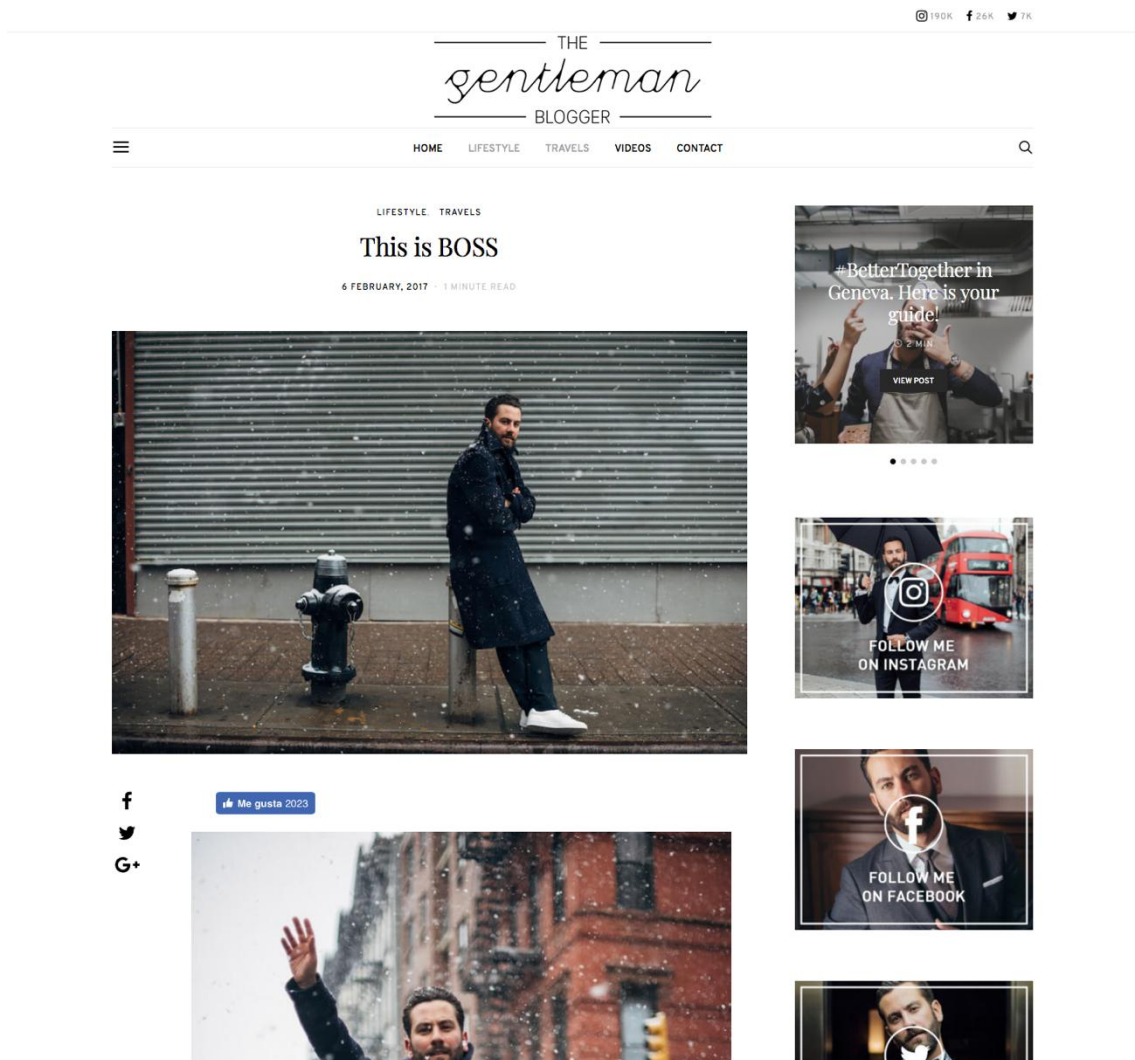 190K 26K 7K
THE
gentleman
BLOGGER
HOME LIFESTYLE TRAVELS VIDEOS CONTACT
LIFESTYLE TRAVELS
This is BOSS
6 FEBRUARY, 2017 · 1 MINUTE READ
#BetterTogether in
Geneva. Here is your
guide!
2 MIN
VIEW POST
FOLLOW ME
ON INSTAGRAM
Me gusta 2023
G+
FOLLOW ME
ON FACEBOOK